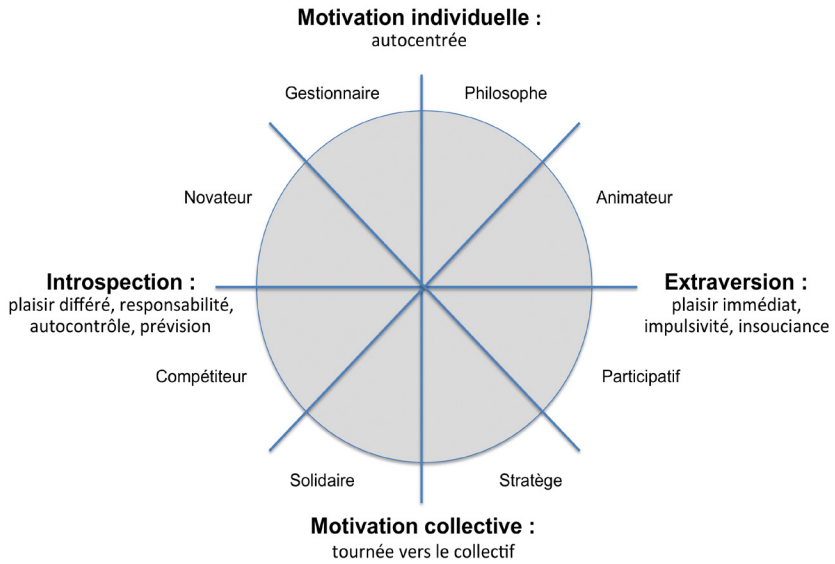 Motivation individuelle :
autocentrée
Gestionnaire
Philosophe
Novateur
Animateur
Introspection :
plaisir différé, responsabilité,
autocontrôle, prévision
Extraversion :
plaisir immédiat,
impulsivité, insouciance
Compétiteur
Participatif
Solidaire
Stratège
Motivation collective :
tournée vers le collectif